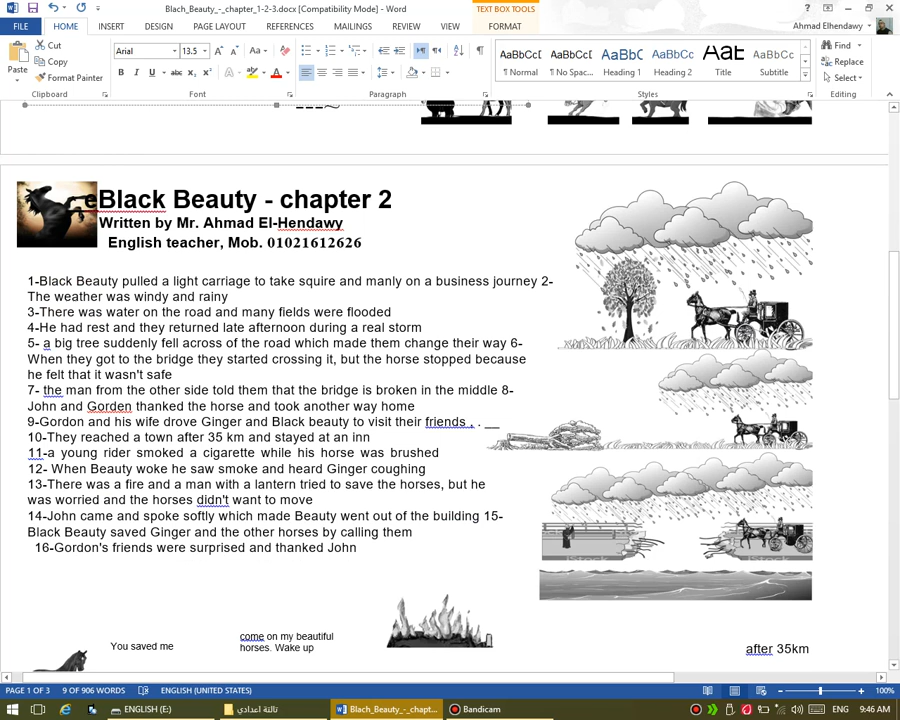 Blach_Beauty_-_chapter_1-2-3.docx [Compatibility Mode] - Word
TEXT BOX TOOLS
FILE HOME INSERT DESIGN PAGE LAYOUT REFERENCES MAILINGS REVIEW VIEW FORMAT
Ahmad Elhendawy
Paste
Cut
Copy
Format Painter
Arial 13.5
AaBbCcD ¶ Normal
AaBbCcD ¶ No Spac...
AaBbC Heading 1
AaBbCc Heading 2
AaBt Title
AaBbCcC Subtitle
Find
Replace
Select
Clipboard Font Paragraph Styles Editing
eBlack Beauty - chapter 2
Written by Mr. Ahmad El-Hendawy
English teacher, Mob. 01021612626
1-Black Beauty pulled a light carriage to take squire and manly on a business journey 2-
The weather was windy and rainy
3-There was water on the road and many fields were flooded
4-He had rest and they returned late afternoon during a real storm
5- a big tree suddenly fell across of the road which made them change their way 6-
When they got to the bridge they started crossing it, but the horse stopped because
he felt that it wasn't safe
7- the man from the other side told them that the bridge is broken in the middle 8-
John and Gorden thanked the horse and took another way home
9-Gordon and his wife drove Ginger and Black beauty to visit their friends , . __
10-They reached a town after 35 km and stayed at an inn
11-a young rider smoked a cigarette while his horse was brushed
12- When Beauty woke he saw smoke and heard Ginger coughing
13-There was a fire and a man with a lantern tried to save the horses, but he
was worried and the horses didn't want to move
14-John came and spoke softly which made Beauty went out of the building 15-
Black Beauty saved Ginger and the other horses by calling them
16-Gordon's friends were surprised and thanked John
iStock
iStock
You saved me
come on my beautiful
horses. Wake up
after 35km
PAGE 1 OF 3 9 OF 906 WORDS ENGLISH (UNITED STATES) 100%
ENGLISH (E:) تالتة اعدادي Blach_Beauty_-_chapt... Bandicam ENG 9:46 AM